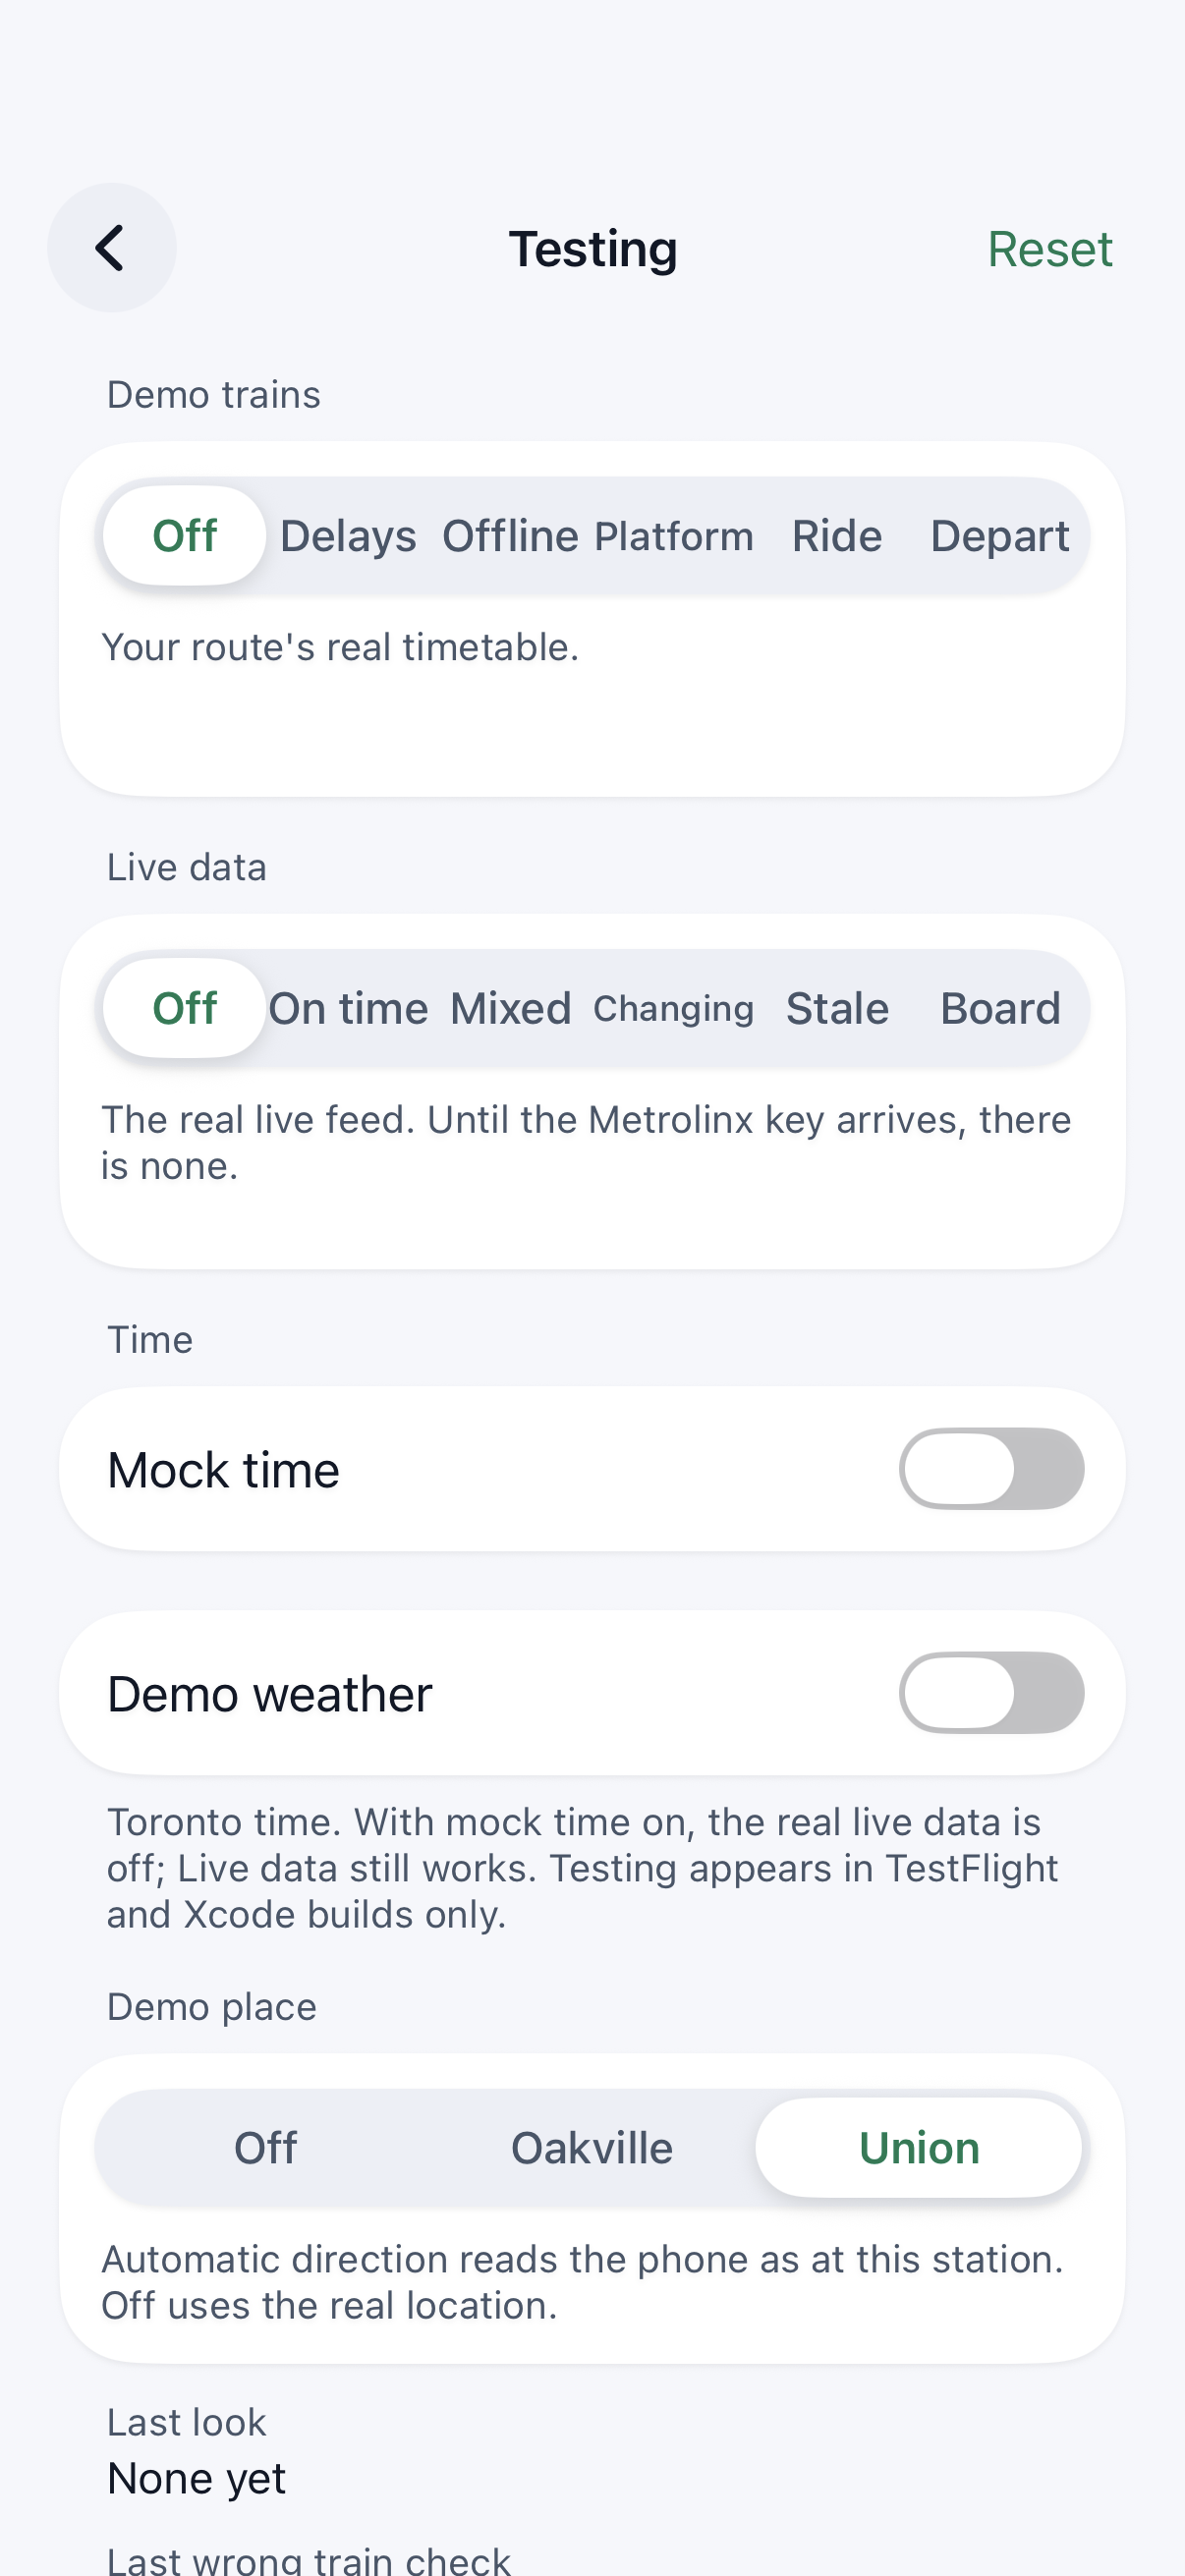 Testing
Reset
Demo trains
Off Delays Offline Platform Ride Depart
Your route's real timetable.
Live data
Off On time Mixed Changing Stale Board
The real live feed. Until the Metrolinx key arrives, there
is none.
Time
Mock time
Demo weather
Toronto time. With mock time on, the real live data is
off; Live data still works. Testing appears in TestFlight
and Xcode builds only.
Demo place
Off Oakville Union
Automatic direction reads the phone as at this station.
Off uses the real location.
Last look
None yet
Last wrong train check